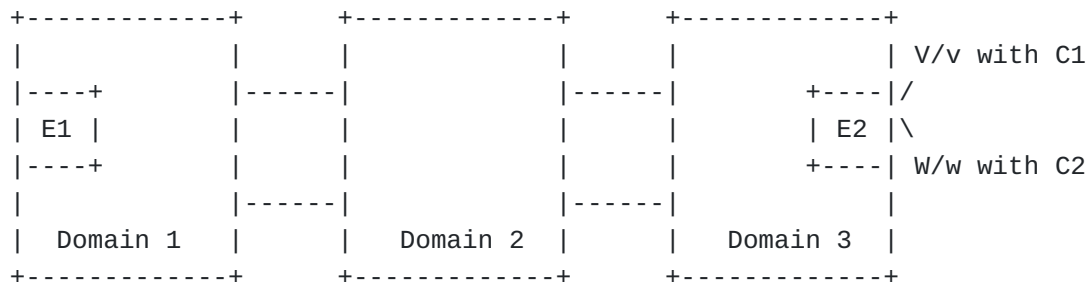 +-------------+      +-------------+      +-------------+
|             |      |             |      |             | V/v with C1
|----+        |------|             |------|        +----|/
| E1 |        |      |             |      |        | E2 |\
|----+        |      |             |      |        +----| W/w with C2
|             |------|             |------|             |
|  Domain 1   |      |   Domain 2  |      |   Domain 3  |
+-------------+      +-------------+      +-------------+